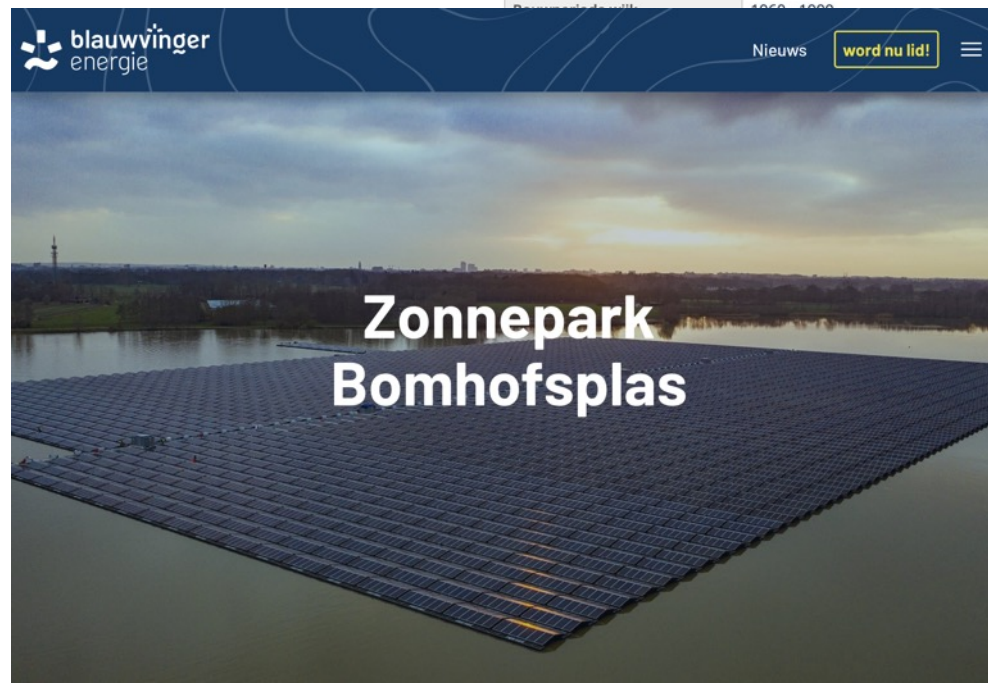 blauwvinger
energie
Nieuws
word nu lid!
Zonnepark
Bomhofsplas